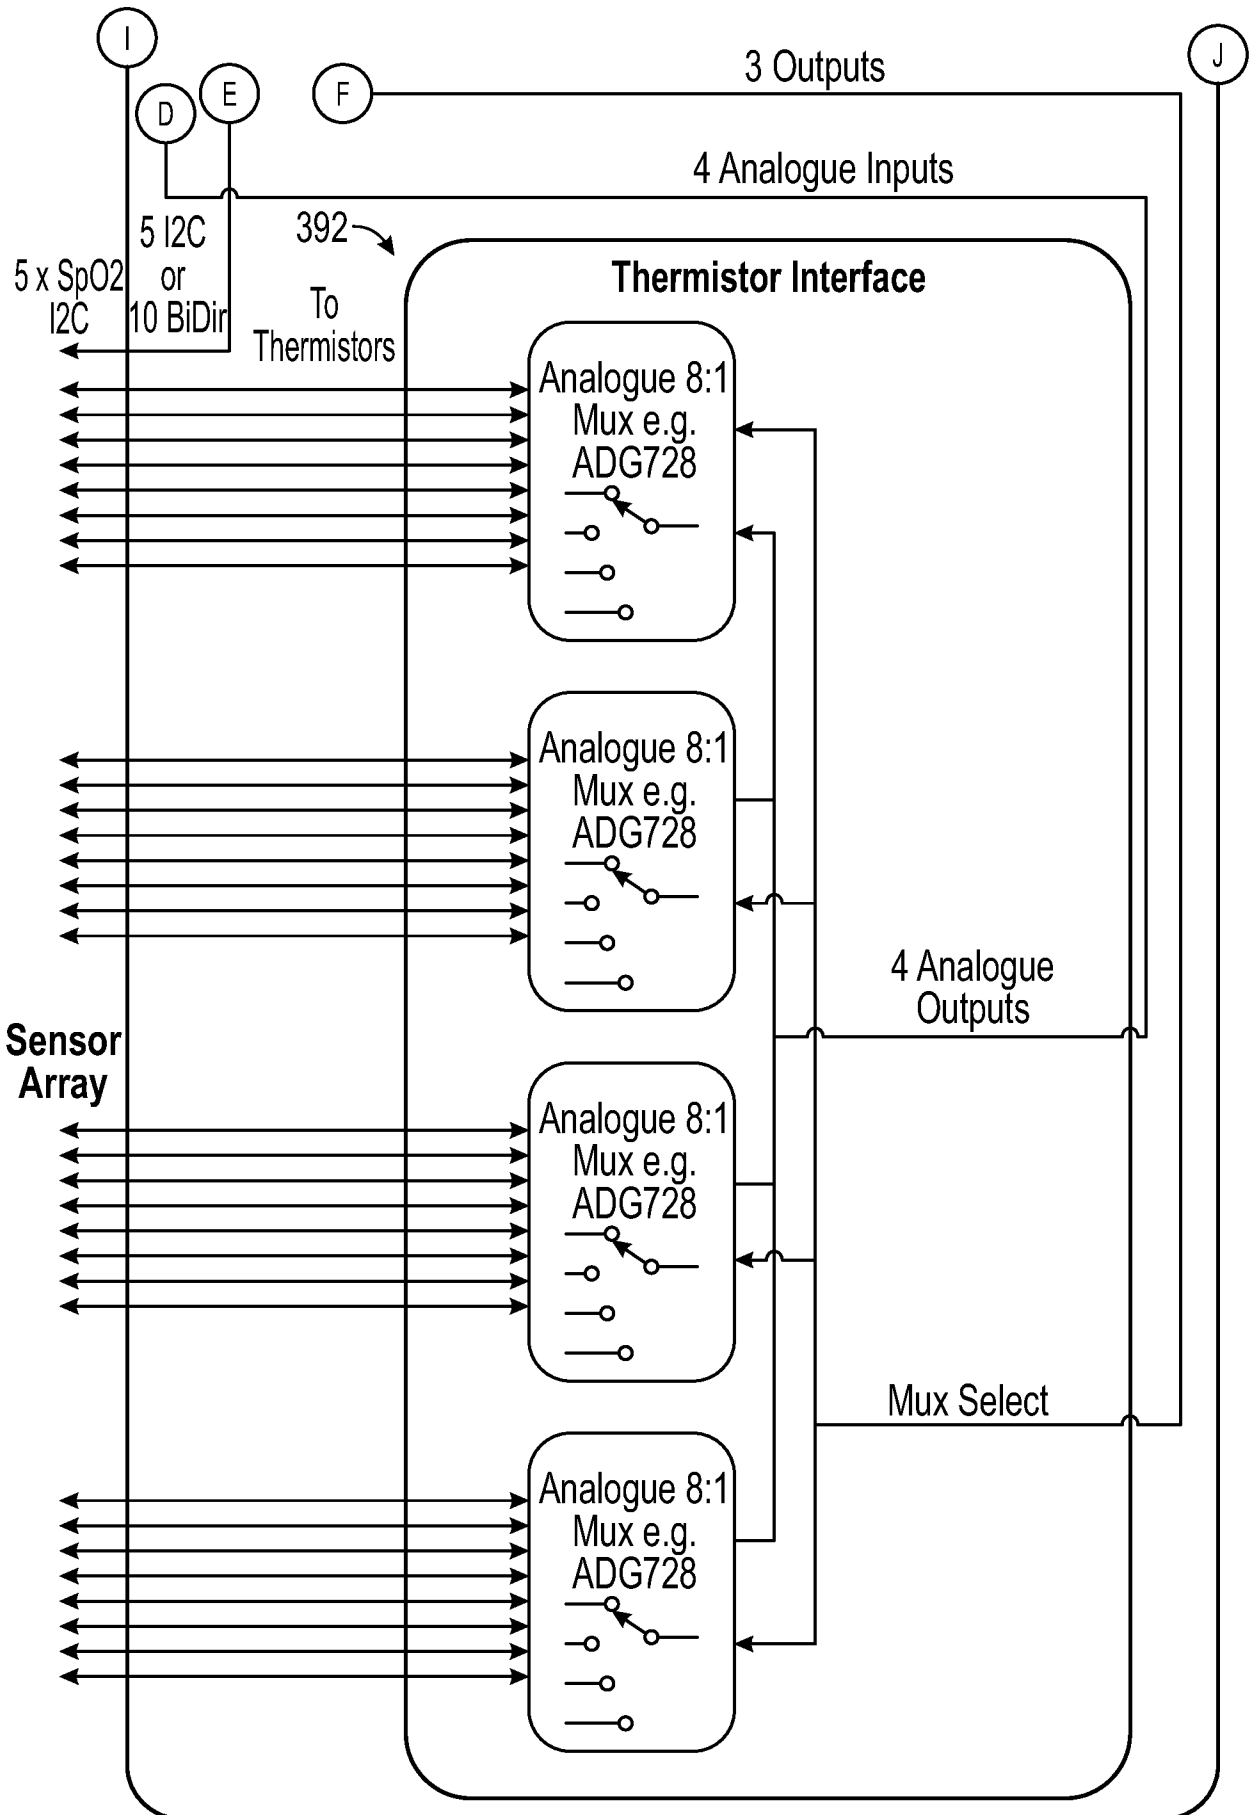 I
J
D
E
F
3 Outputs
4 Analogue Inputs
392
5 I2C
or
10 BiDir
5 x SpO2
I2C
To
Thermistors
Thermistor Interface
Analogue 8:1
Mux e.g.
ADG728
Analogue 8:1
Mux e.g.
ADG728
4 Analogue
Outputs
Sensor
Array
Analogue 8:1
Mux e.g.
ADG728
Mux Select
Analogue 8:1
Mux e.g.
ADG728